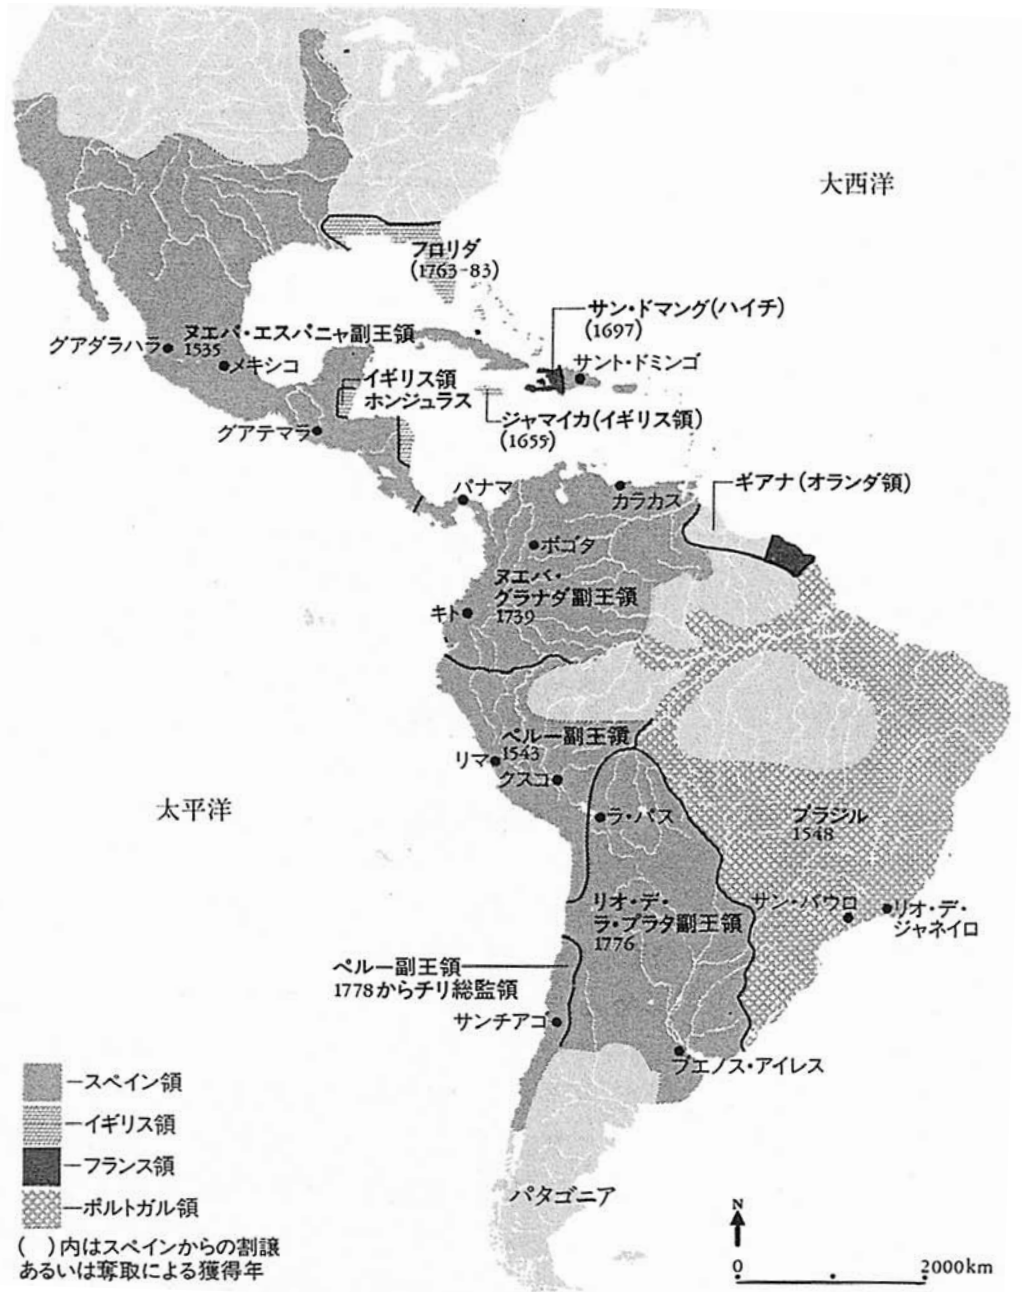 大西洋
フロリダ
(1763-83)
サン・ドマング(ハイチ)
(1697)
グアダラハラ
ヌエバ・エスパニャ副王領
1535
メキシコ
サント・ドミンゴ
イギリス領
ホンジュラス
ジャマイカ(イギリス領)
(1655)
グアテマラ
パナマ
カラカス
ギアナ(オランダ領)
ボゴタ
ヌエバ・
グラナダ副王領
1739
キト
ペルー副王領
1543
リマ
クスコ
太平洋
ラ・パス
ブラジル
1548
リオ・デ・
ラ・プラタ副王領
1776
サン・パウロ
リオ・デ・
ジャネイロ
ペルー副王領
1778からチリ総監領
サンチアゴ
ブエノス・アイレス
パタゴニア
スペイン領
イギリス領
フランス領
ポルトガル領
( )内はスペインからの割譲
あるいは奪取による獲得年
N
0 2000km